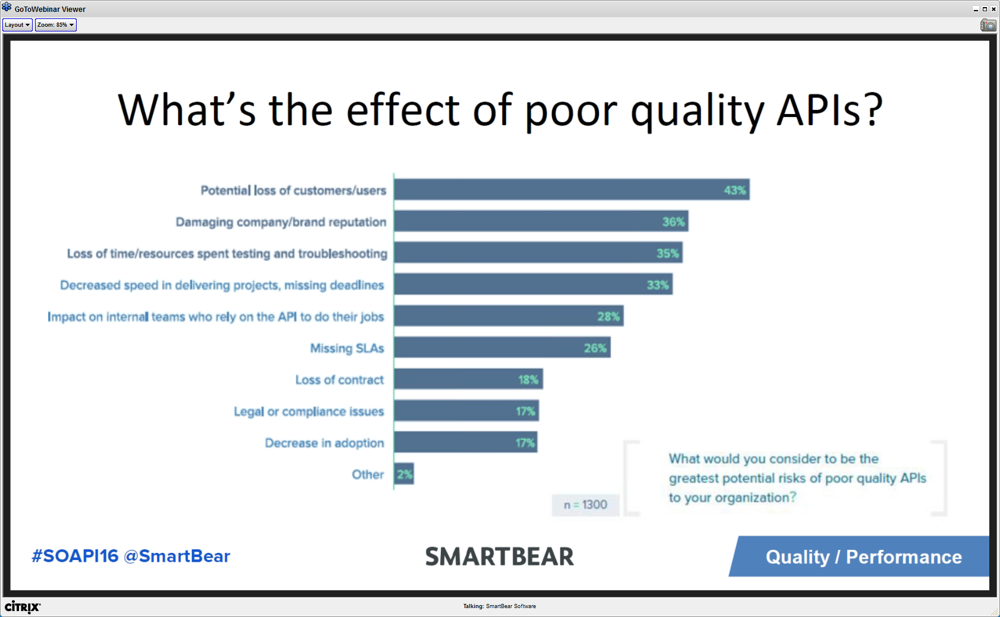 GoToWebinar Viewer
Layout
Zoom: 85%
What's the effect of poor quality APIs?
Potential loss of customers/users 43%
Damaging company/brand reputation 36%
Loss of time/resources spent testing and troubleshooting 35%
Decreased speed in delivering projects, missing deadlines 33%
Impact on internal teams who rely on the API to do their jobs 28%
Missing SLAs 26%
Loss of contract 18%
Legal or compliance issues 17%
Decrease in adoption 17%
Other 2%
What would you consider to be the
greatest potential risks of poor quality APIs
to your organization?
n = 1300
#SOAPI16 @SmartBear
SMARTBEAR
Quality / Performance
CITRIX
Talking: SmartBear Software